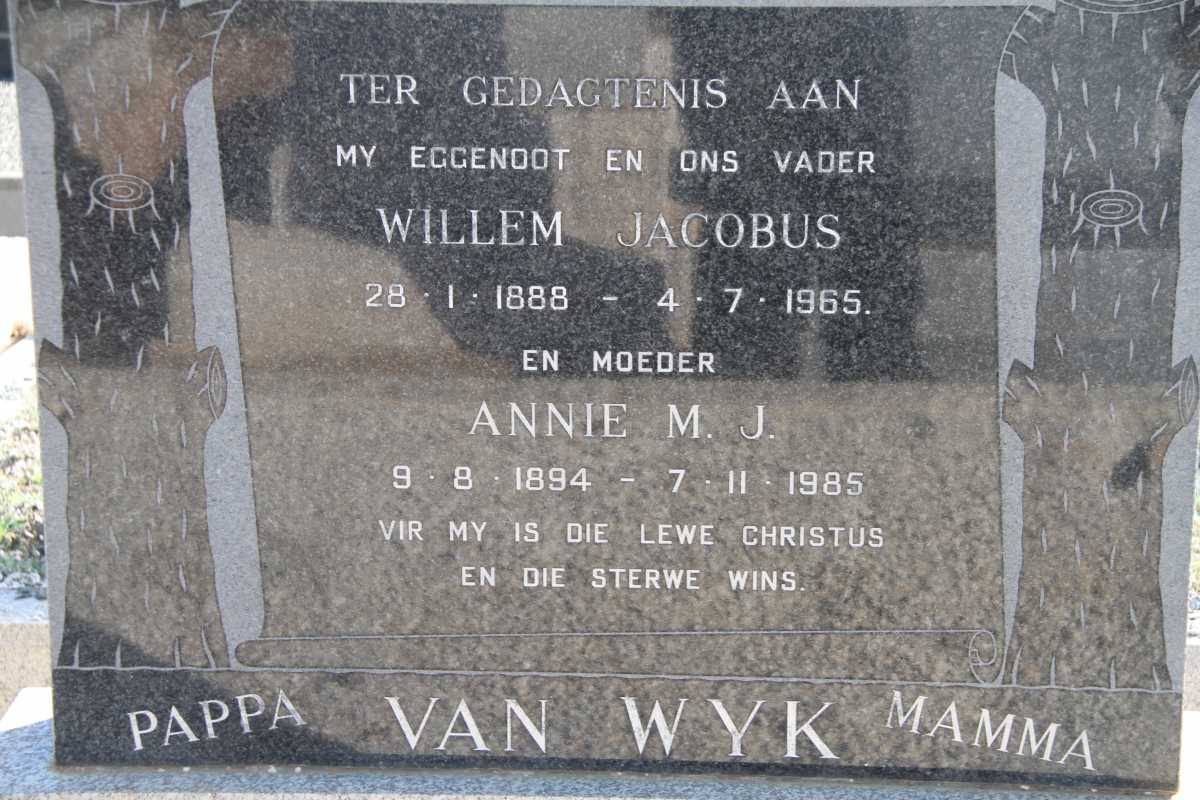 TER GEDAGTENIS AAN
MY EGGENOOT EN ONS VADER
WILLEM JACOBUS
28 · 1 · 1888 – 4 · 7 · 1965.
EN MOEDER
ANNIE M. J.
9 · 8 · 1894 – 7 · 11 · 1985
VIR MY IS DIE LEWE CHRISTUS
EN DIE STERWE WINS.
PAPPA VAN WYK MAMMA